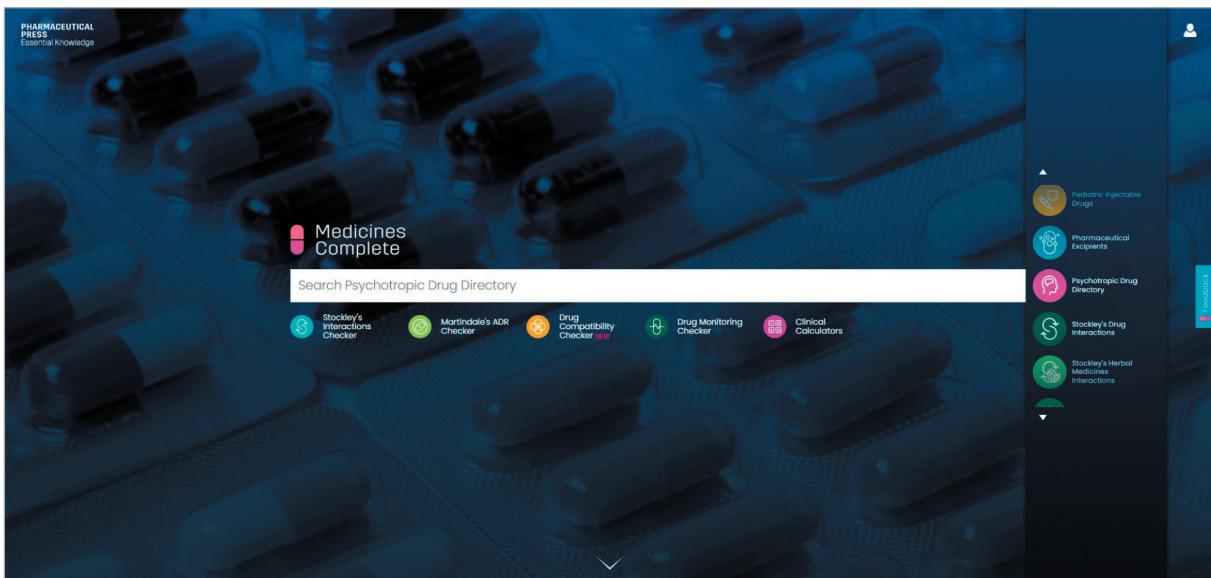 PHARMACEUTICAL
PRESS
Essential Knowledge
Medicines
Complete
Search Psychotropic Drug Directory
Stockley's
Interactions
Checker
Martindale's ADR
Checker
Drug
Compatibility
Checker NEW
Drug Monitoring
Checker
Clinical
Calculators
Pediatric Injectable
Drugs
Pharmaceutical
Excipients
Psychotropic Drug
Directory
Stockley's Drug
Interactions
Stockley's Herbal
Medicines
Interactions
Feedback